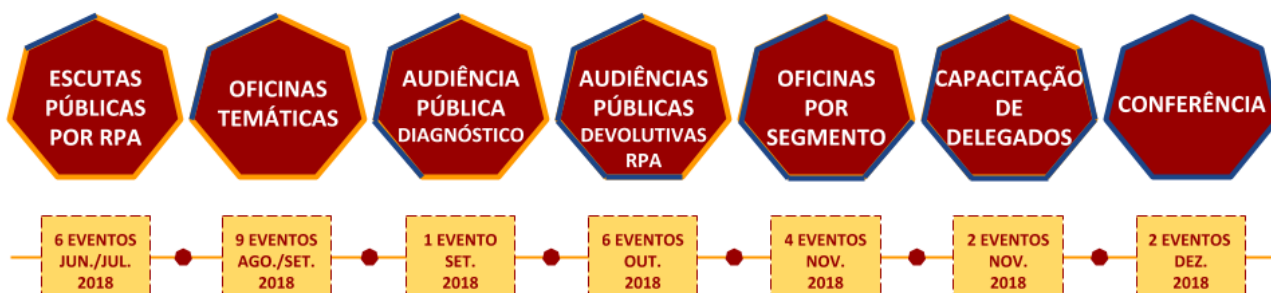 ESCUTAS
PÚBLICAS
POR RPA
OFICINAS
TEMÁTICAS
AUDIÊNCIA
PÚBLICA
DIAGNÓSTICO
AUDIÊNCIAS
PÚBLICAS
DEVOLUTIVAS
RPA
OFICINAS
POR
SEGMENTO
CAPACITAÇÃO
DE
DELEGADOS
CONFERÊNCIA
6 EVENTOS
JUN./JUL.
2018
9 EVENTOS
AGO./SET.
2018
1 EVENTO
SET.
2018
6 EVENTOS
OUT.
2018
4 EVENTOS
NOV.
2018
2 EVENTOS
NOV.
2018
2 EVENTOS
DEZ.
2018